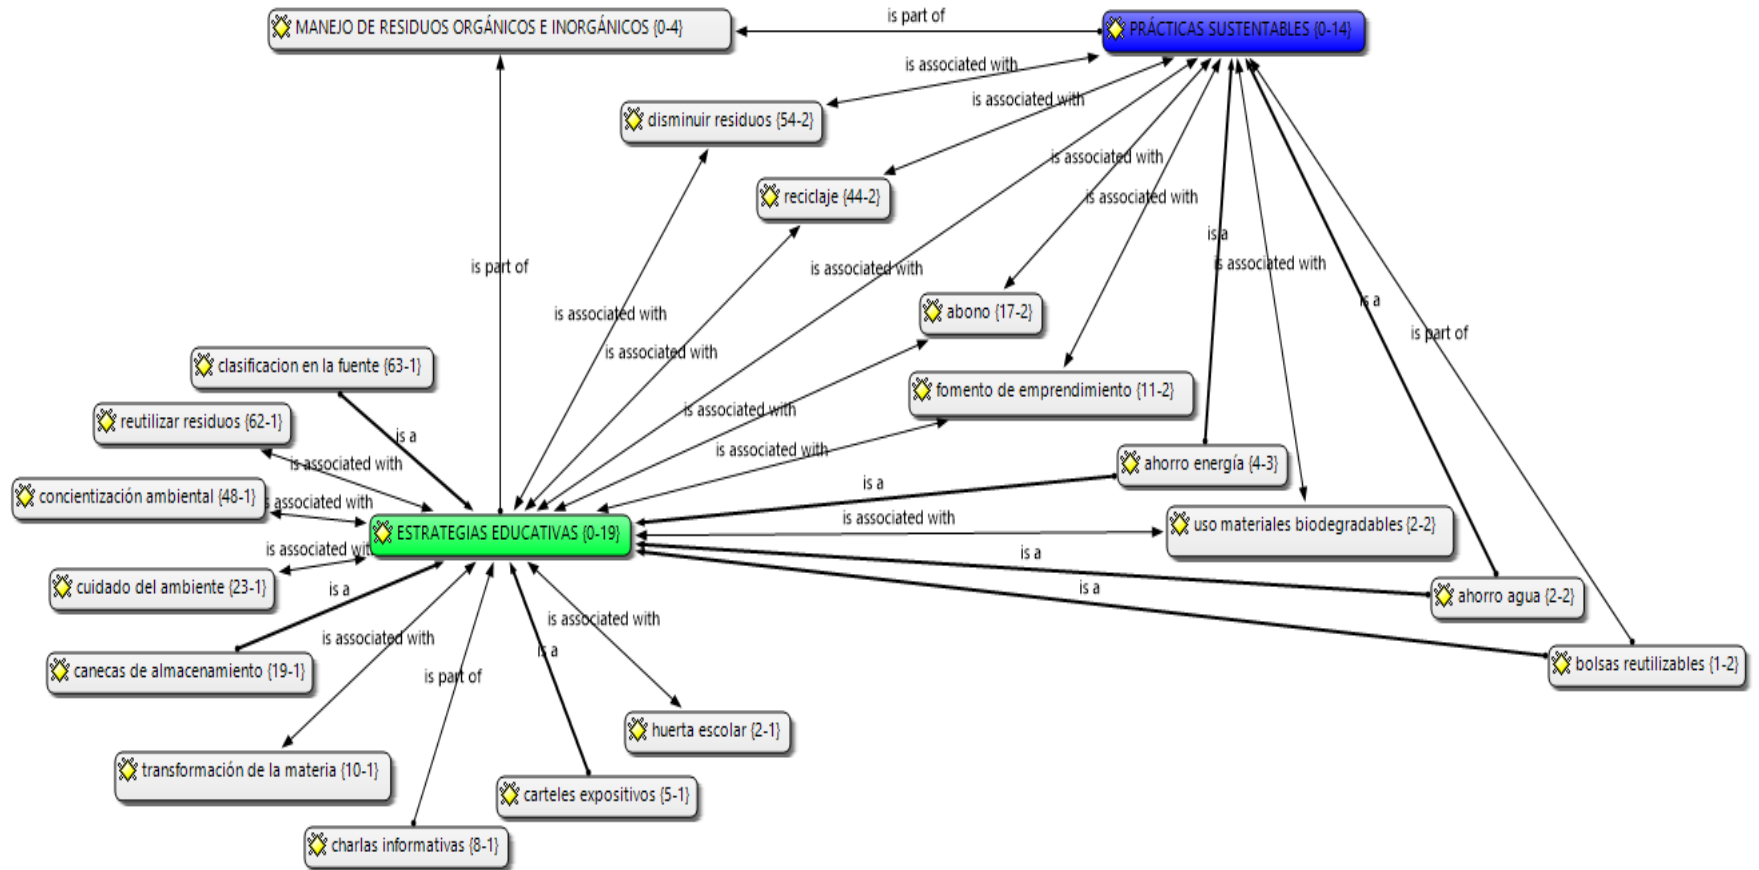 is part of
MANEJO DE RESIDUOS ORGÁNICOS E INORGÁNICOS {0-4}
PRÁCTICAS SUSTENTABLES {0-14}
is associated with
is associated with
disminuir residuos {54-2}
is associated with
reciclaje {44-2}
is associated with
is a
is part of
is associated with
is associated with
is a
abono {17-2}
is associated with
is part of
is associated with
clasificacion en la fuente {63-1}
fomento de emprendimiento {11-2}
is associated with
reutilizar residuos {62-1}
is a
is associated with
is associated with
ahorro energía {4-3}
is a
concientización ambiental {48-1}
is associated with
is associated with
uso materiales biodegradables {2-2}
ESTRATEGIAS EDUCATIVAS {0-19}
is associated with
is a
cuidado del ambiente {23-1}
is a
is a
ahorro agua {2-2}
is associated with
is associated with
is a
bolsas reutilizables {1-2}
canecas de almacenamiento {19-1}
is part of
huerta escolar {2-1}
transformación de la materia {10-1}
carteles expositivos {5-1}
charlas informativas {8-1}